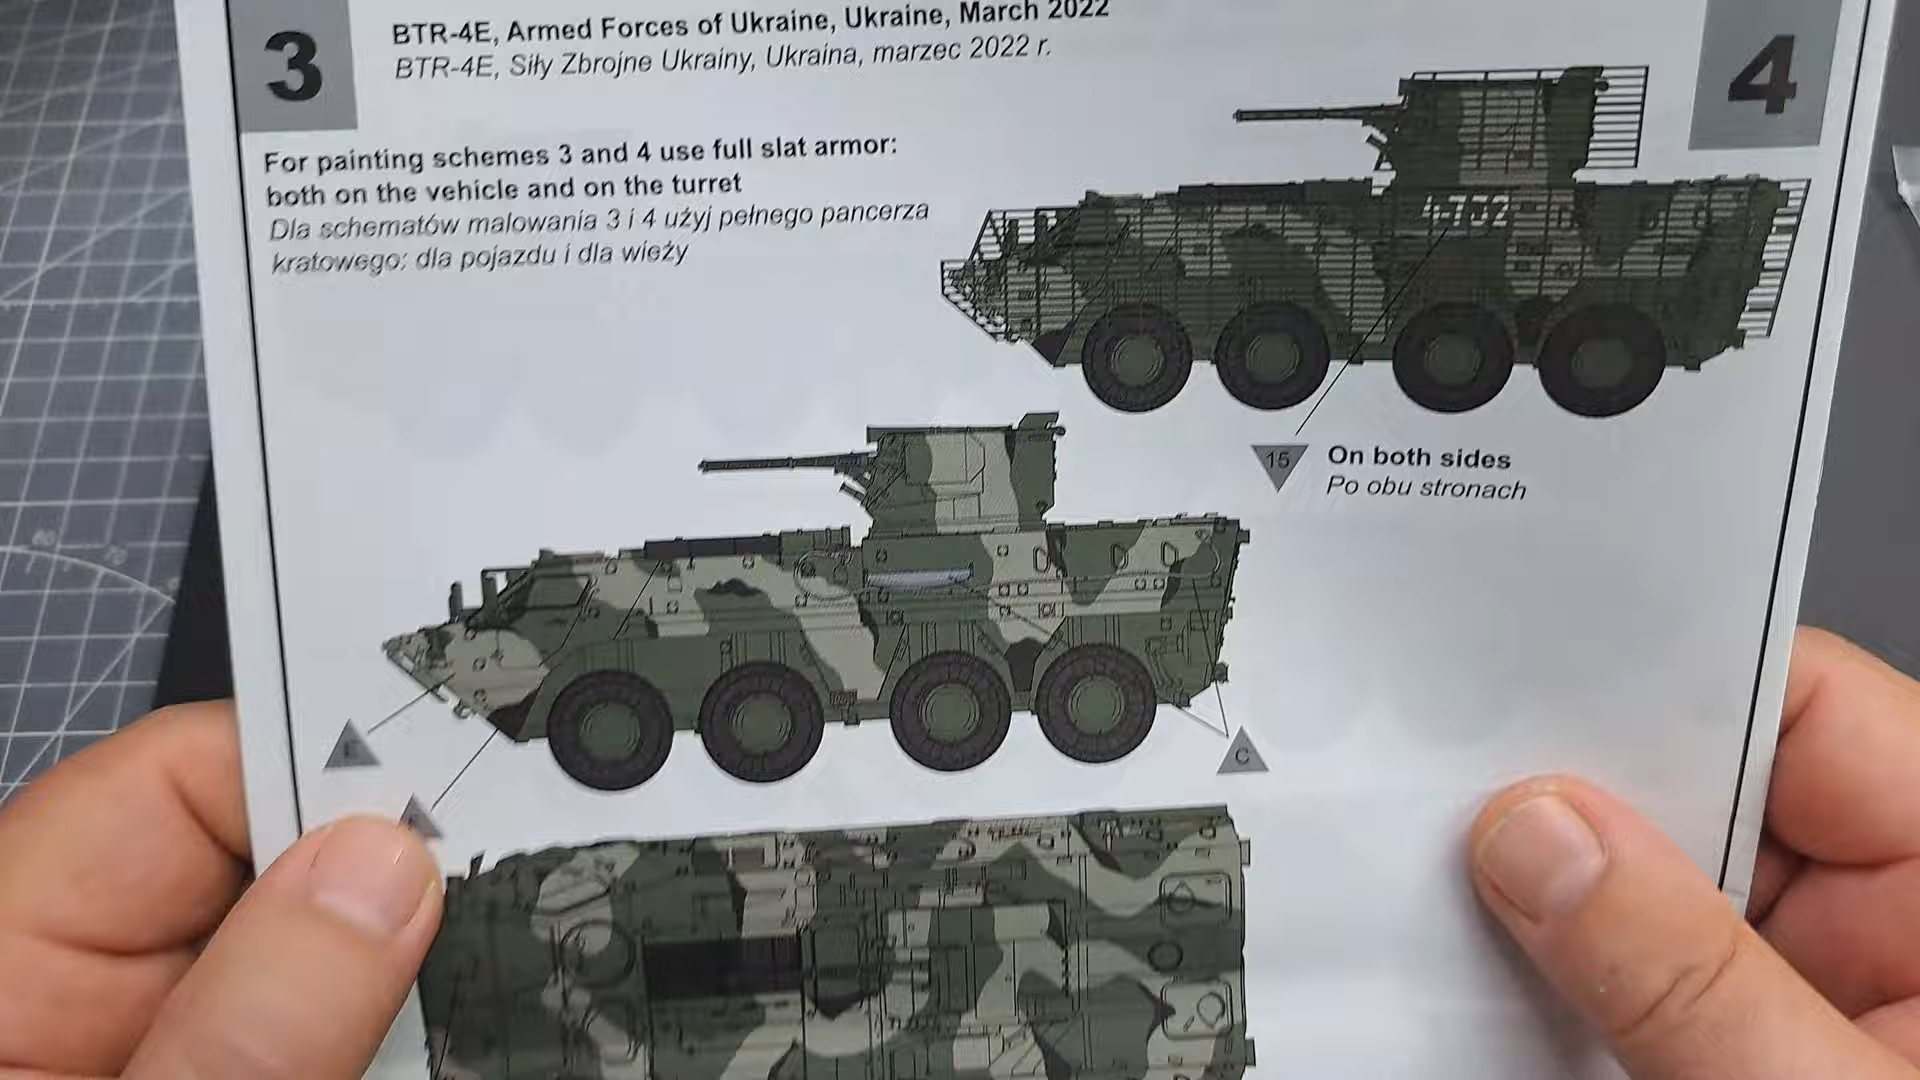 3
BTR-4E, Armed Forces of Ukraine, Ukraine, March 2022
BTR-4E, Siły Zbrojne Ukrainy, Ukraina, marzec 2022 r.
4
For painting schemes 3 and 4 use full slat armor:
both on the vehicle and on the turret
Dla schematów malowania 3 i 4 użyj pełnego pancerza
kratowego: dla pojazdu i dla wieży
15
On both sides
Po obu stronach
C